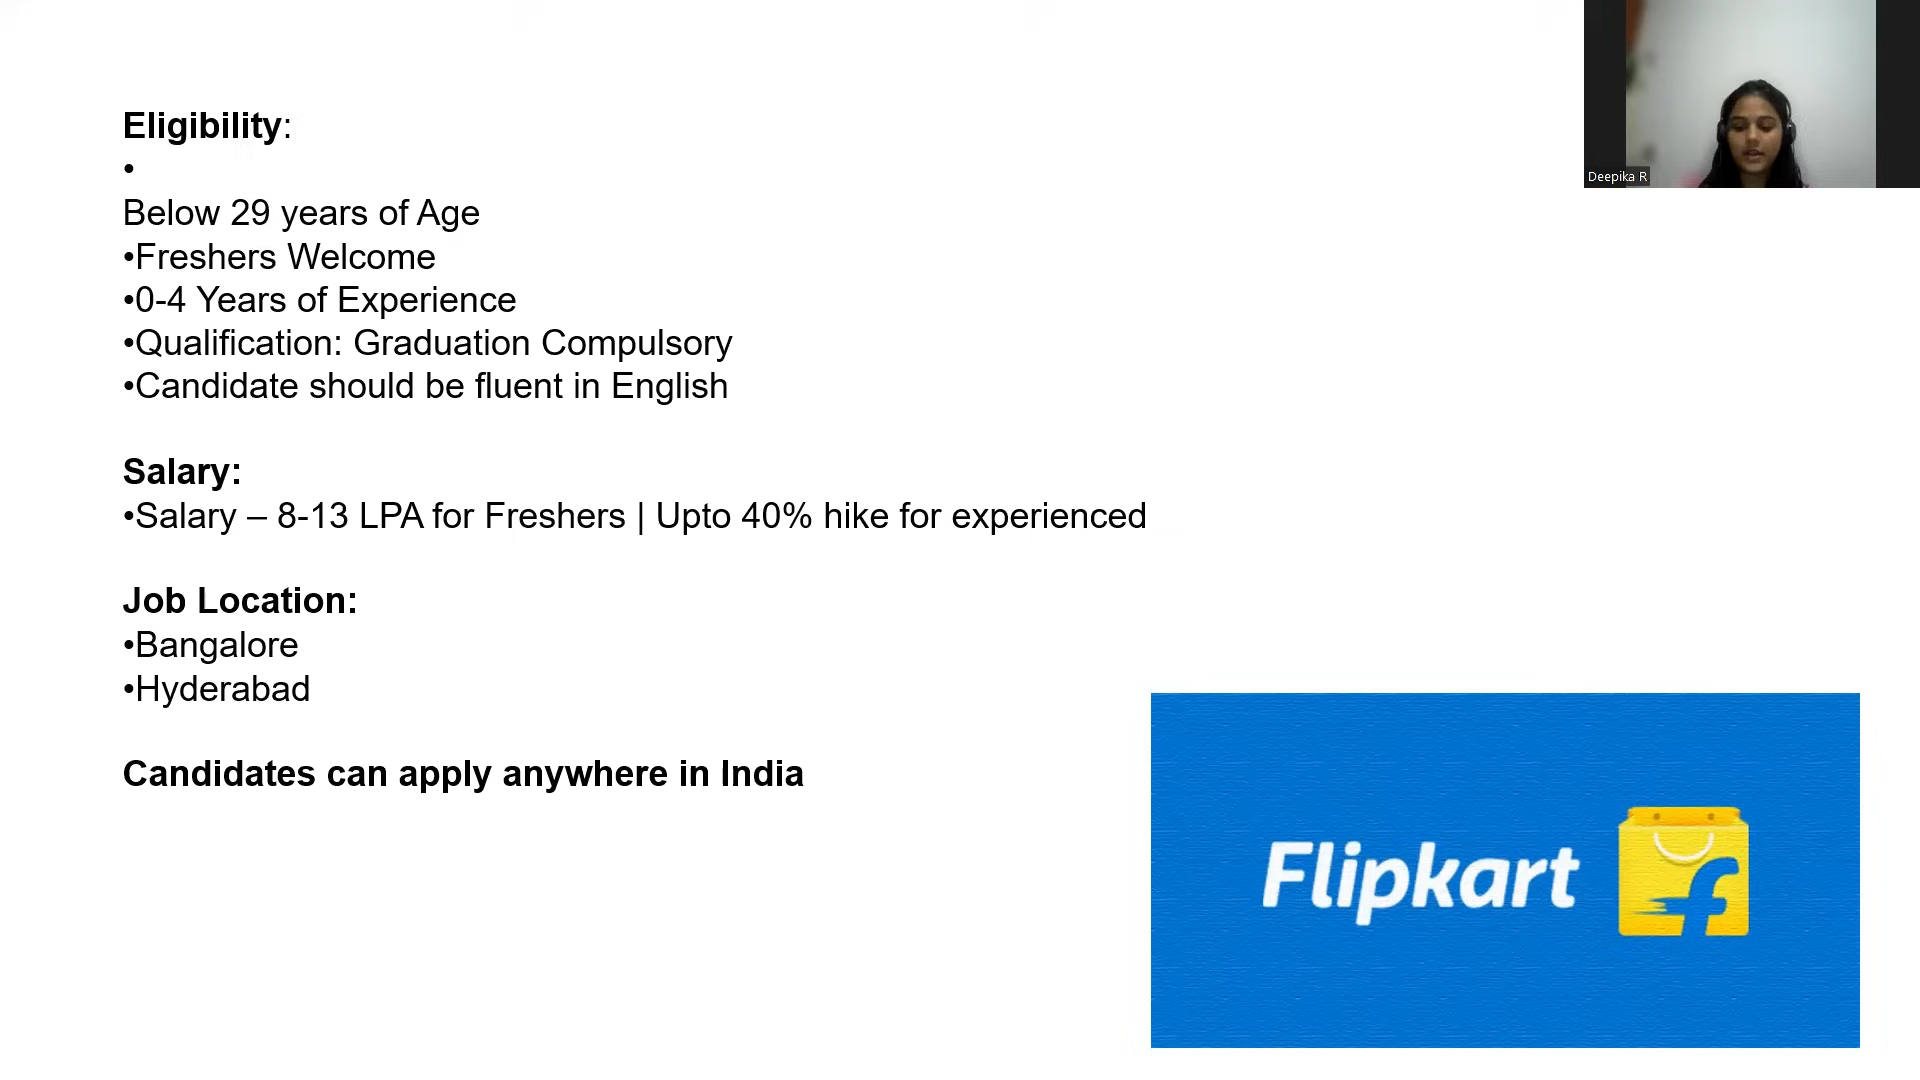 Eligibility:
•
Below 29 years of Age
•Freshers Welcome
•0-4 Years of Experience
•Qualification: Graduation Compulsory
•Candidate should be fluent in English
Salary:
•Salary – 8-13 LPA for Freshers | Upto 40% hike for experienced
Job Location:
•Bangalore
•Hyderabad
Candidates can apply anywhere in India
Deepika R
Flipkart